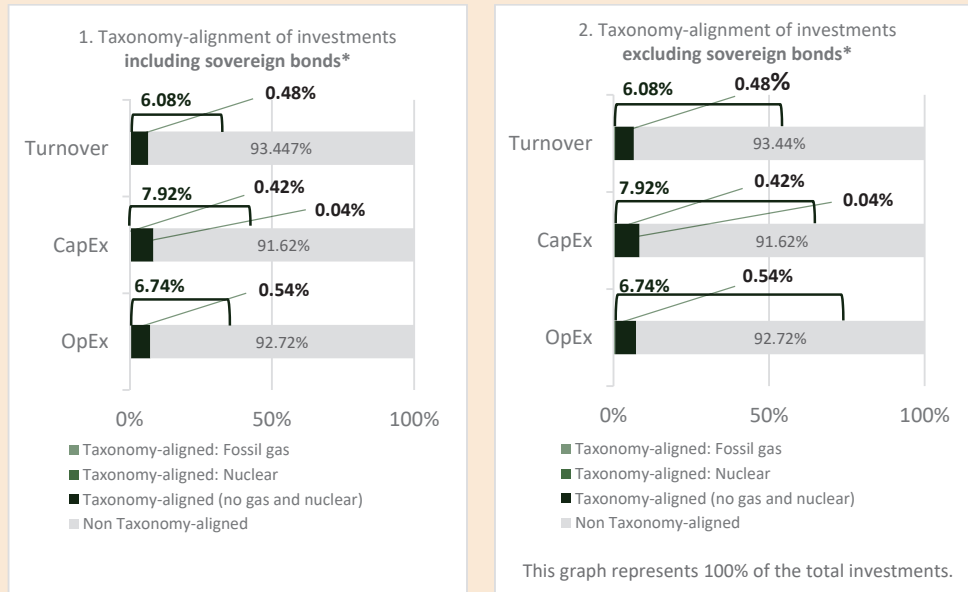 1. Taxonomy-alignment of investments
including sovereign bonds*
6.08%
0.48%
Turnover
93.447%
7.92%
0.42%
0.04%
CapEx
91.62%
6.74%
0.54%
OpEx
92.72%
0%
50%
100%
Taxonomy-aligned: Fossil gas
Taxonomy-aligned: Nuclear
Taxonomy-aligned (no gas and nuclear)
Non Taxonomy-aligned
2. Taxonomy-alignment of investments
excluding sovereign bonds*
6.08%
0.48%
Turnover
93.44%
7.92%
0.42%
0.04%
CapEx
91.62%
6.74%
0.54%
OpEx
92.72%
0%
50%
100%
Taxonomy-aligned: Fossil gas
Taxonomy-aligned: Nuclear
Taxonomy-aligned (no gas and nuclear)
Non Taxonomy-aligned
This graph represents 100% of the total investments.